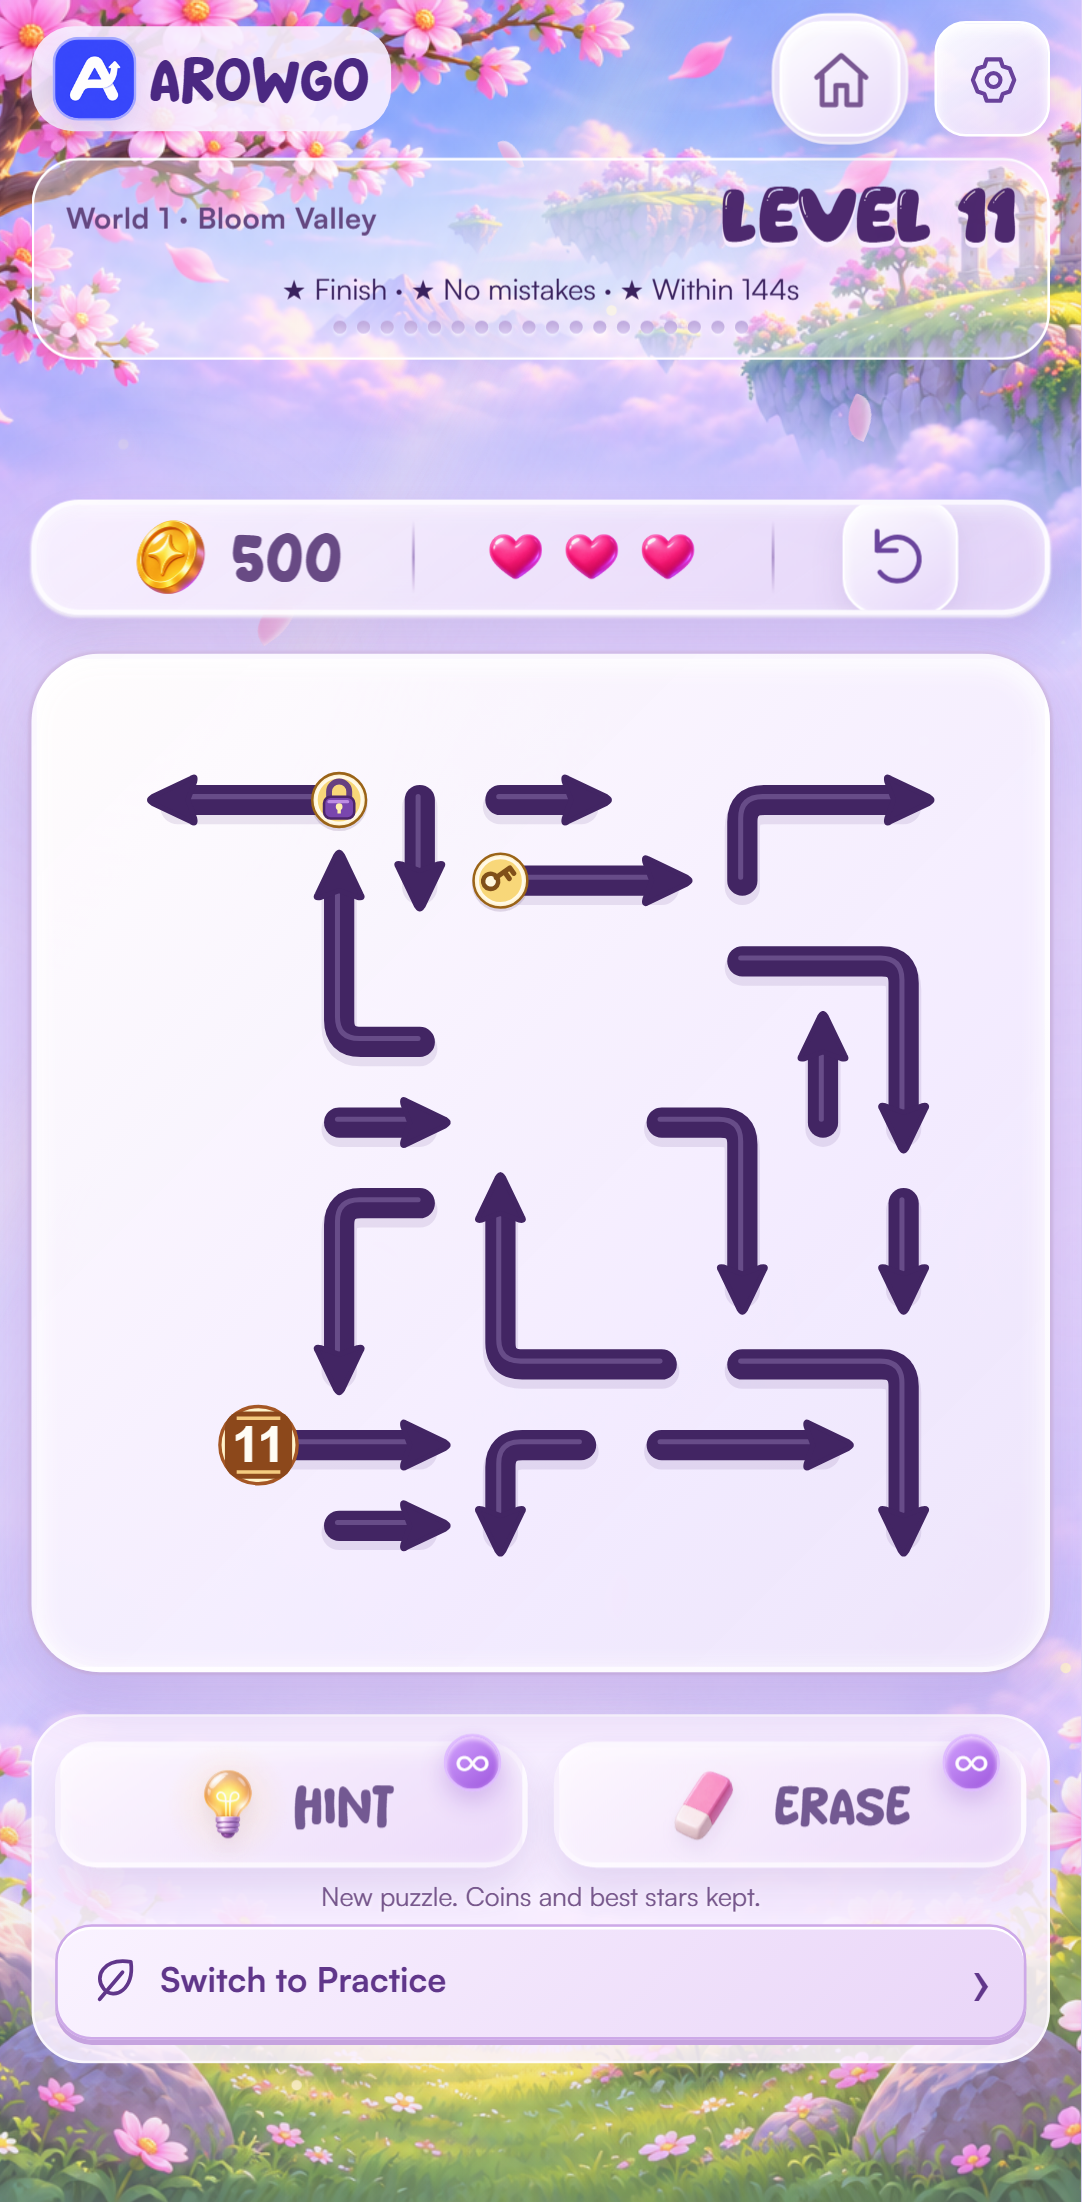 AROWGO
World 1 • Bloom Valley
LEVEL 11
★ Finish • ★ No mistakes • ★ Within 144s
500
11
HINT
∞
ERASE
∞
New puzzle. Coins and best stars kept.
Switch to Practice